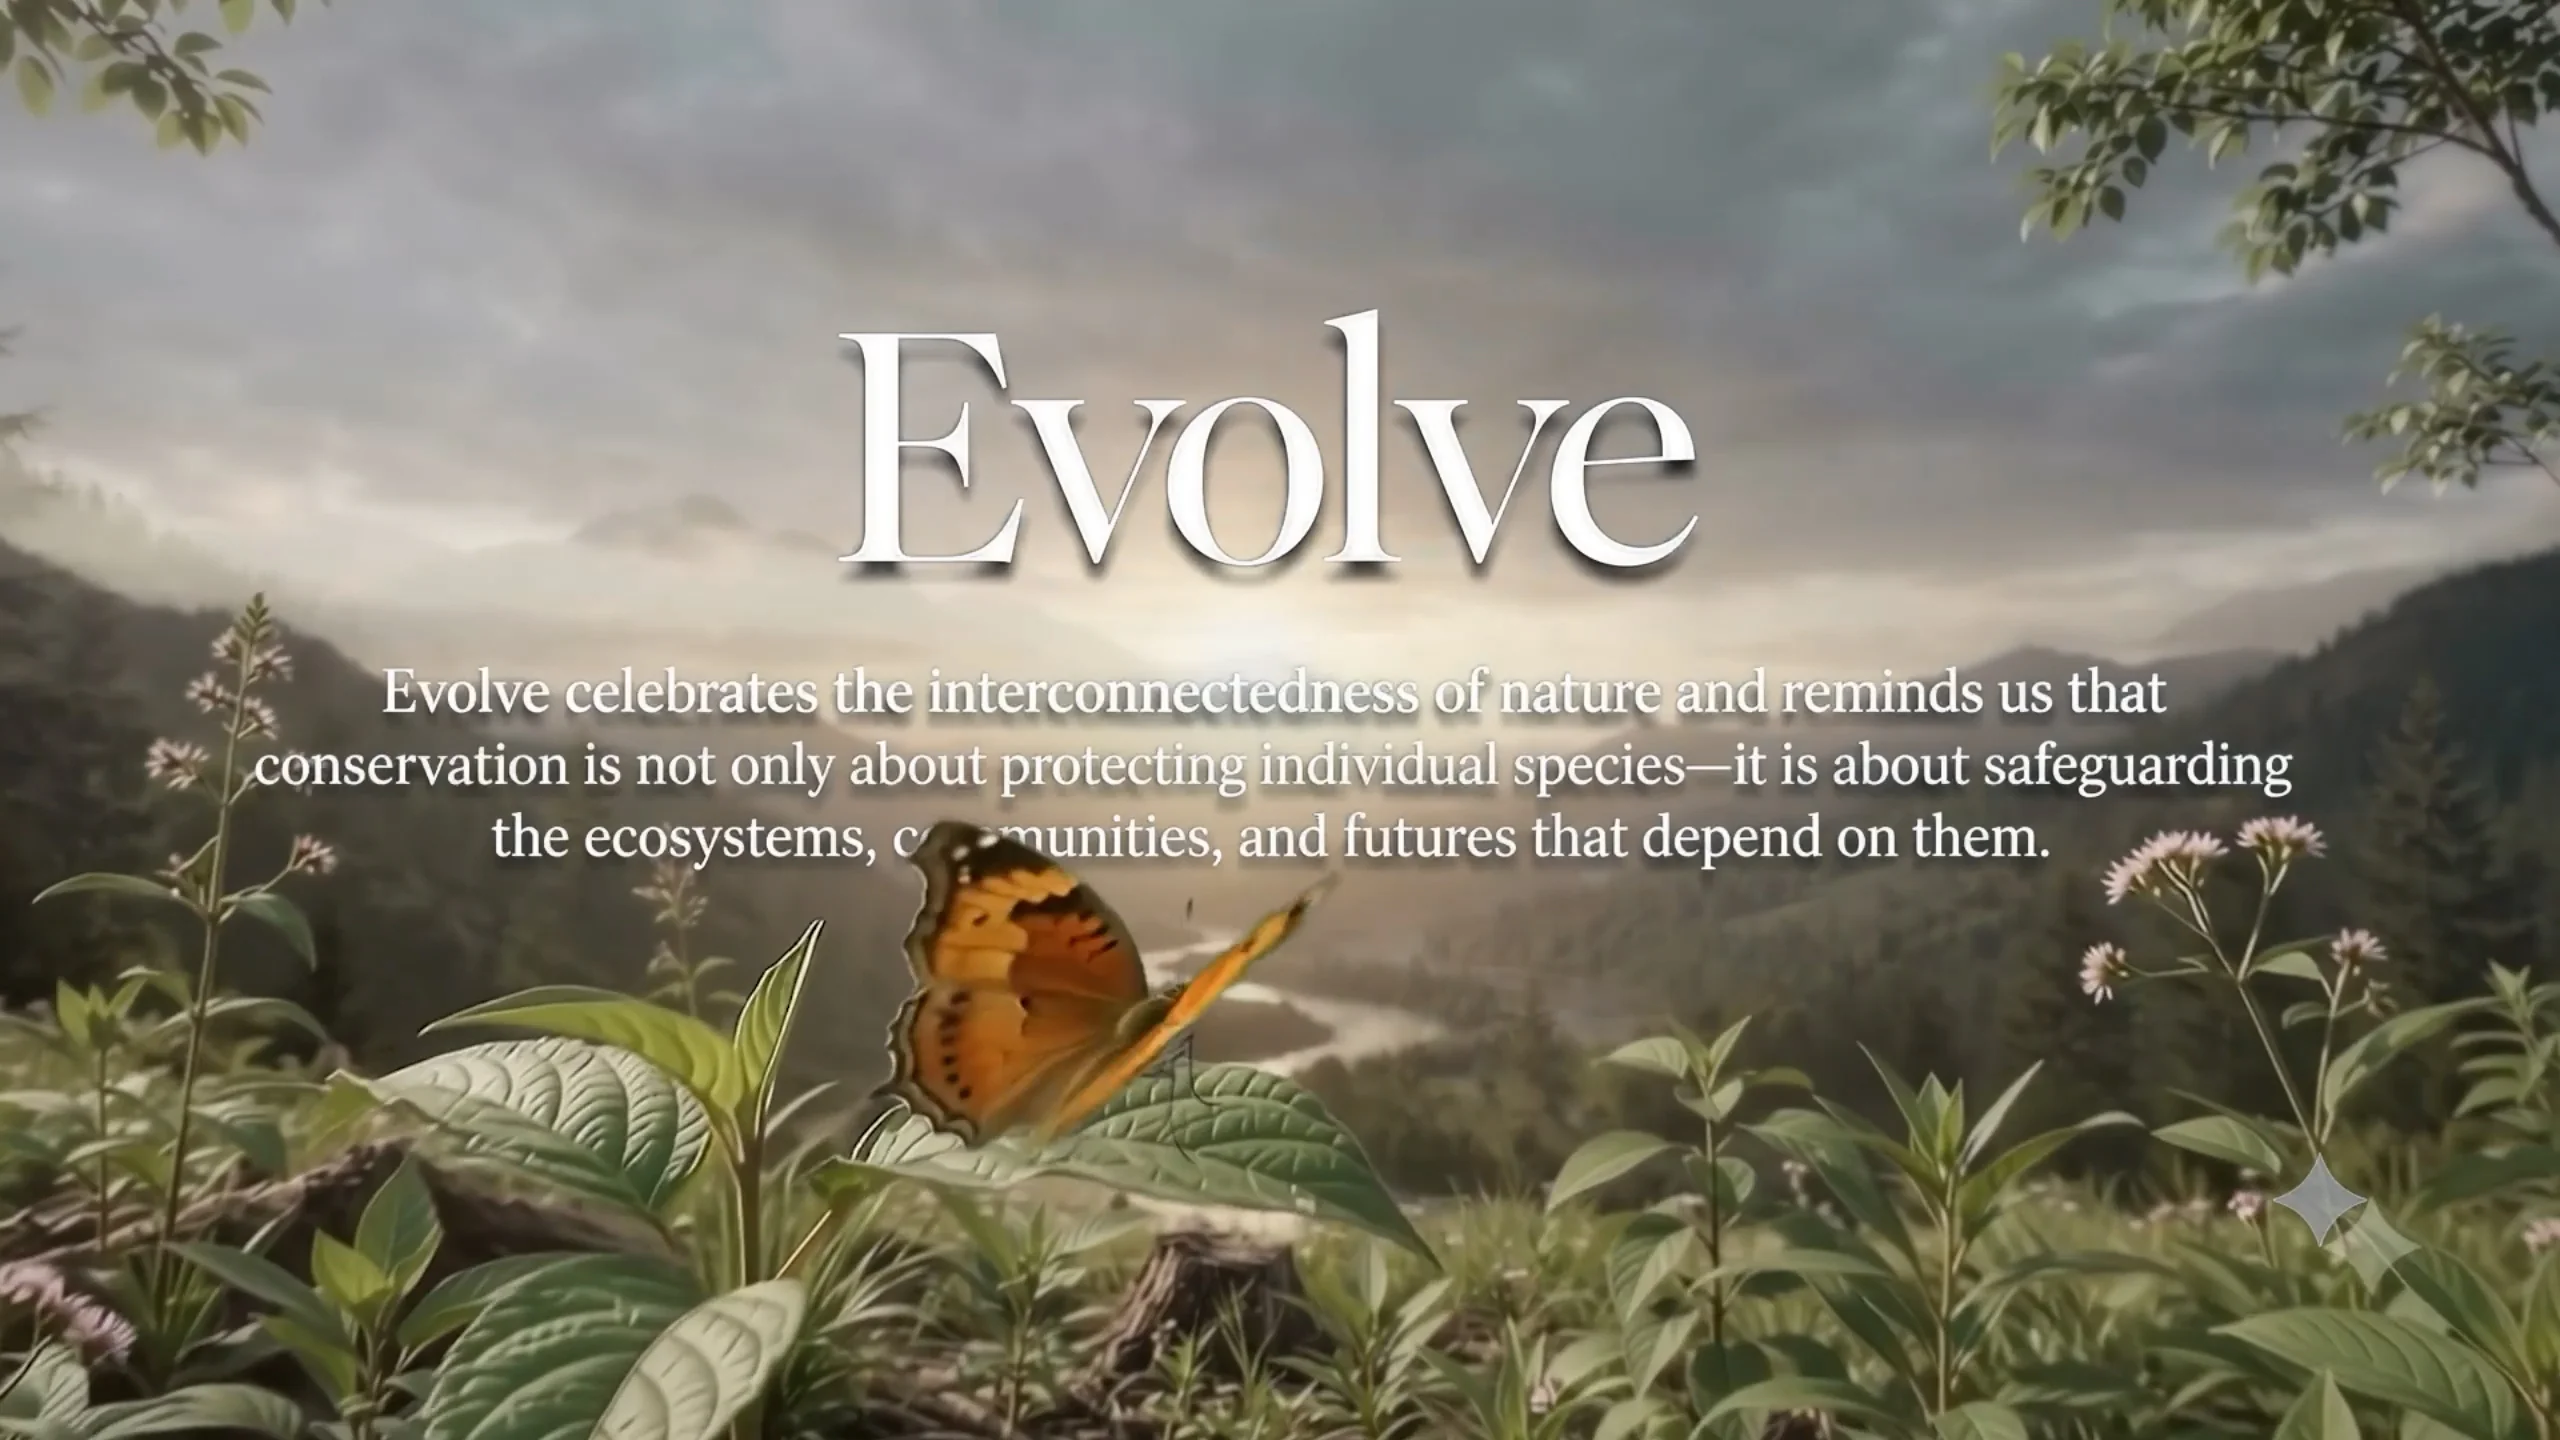 Evolve
Evolve celebrates the interconnectedness of nature and reminds us that
conservation is not only about protecting individual species—it is about safeguarding
the ecosystems, and futures that depend on them.